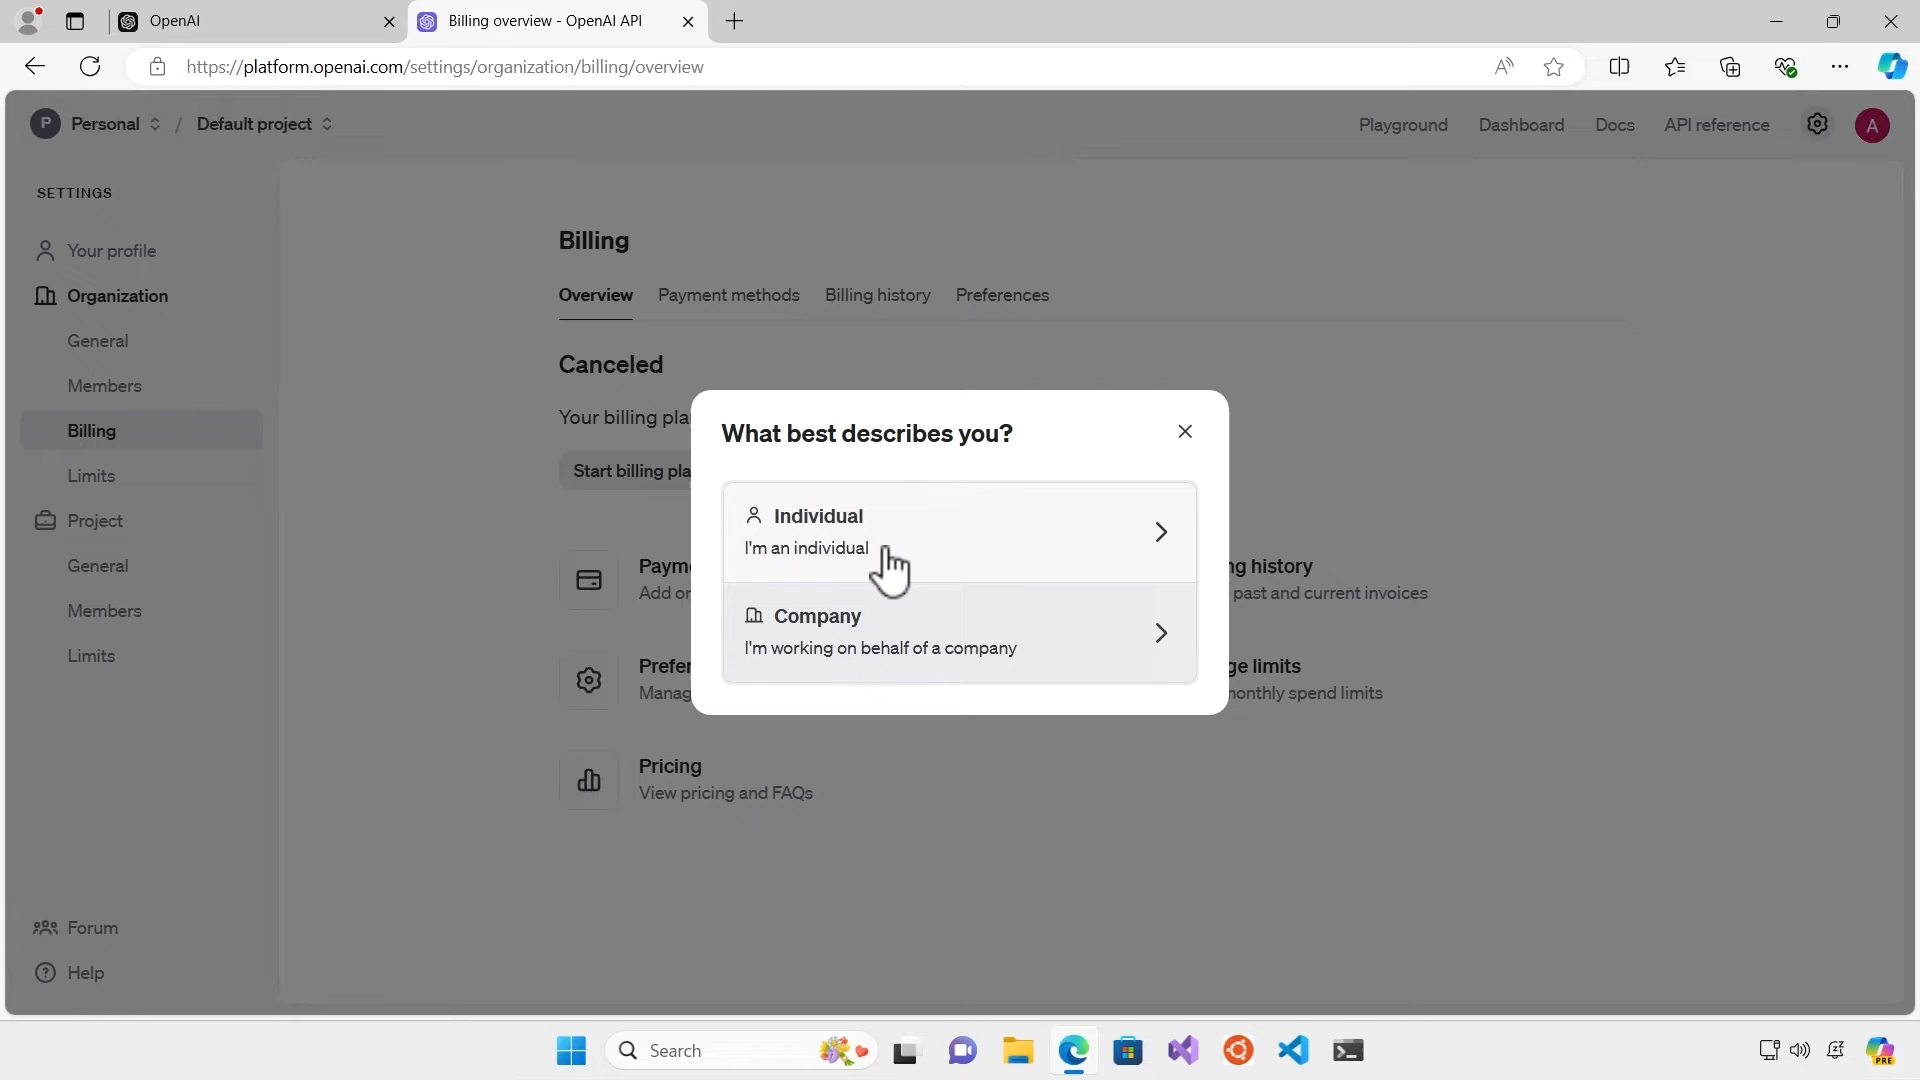 OpenAI
Billing overview - OpenAI API
https://platform.openai.com/settings/organization/billing/overview
P Personal / Default project
Playground
Dashboard
Docs
API reference
A
SETTINGS
Your profile
Organization
General
Members
Billing
Limits
Project
General
Members
Limits
Forum
Help
Billing
Overview
Payment methods
Billing history
Preferences
Canceled
Your billing pla
Start billing pla
What best describes you?
Individual
I'm an individual
Company
I'm working on behalf of a company
Paym
Add or
ng history
past and current invoices
Prefer
Manag
ge limits
monthly spend limits
Pricing
View pricing and FAQs
Search
PRE